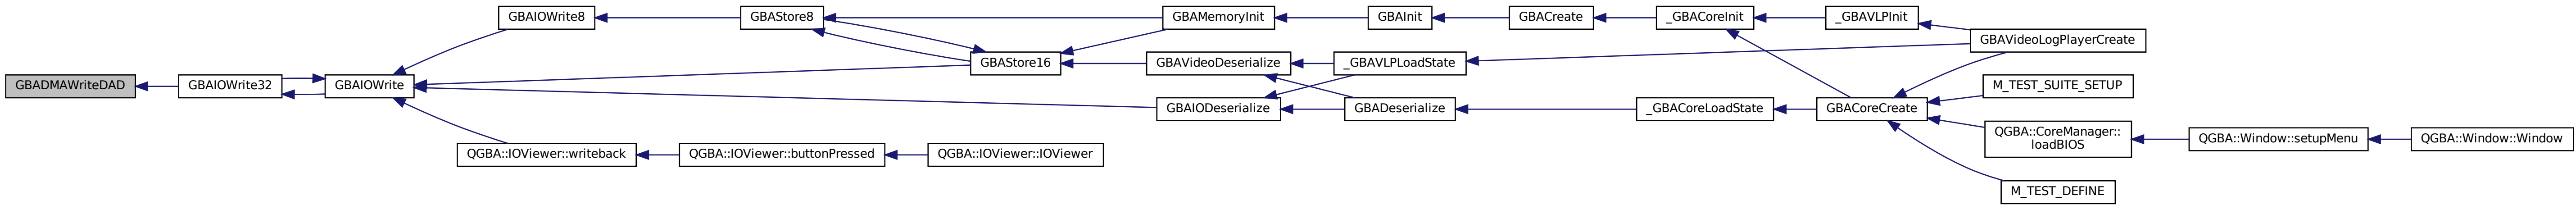 GBADMAWriteDAD
GBAIOWrite32
GBAIOWrite
GBAIOWrite8
GBAStore8
GBAStore16
GBAMemoryInit
GBAInit
GBACreate
_GBACoreInit
_GBAVLPInit
GBAVideoLogPlayerCreate
GBAVideoDeserialize
_GBAVLPLoadState
GBAIODeserialize
GBADeserialize
_GBACoreLoadState
GBACoreCreate
M_TEST_SUITE_SETUP
QGBA::CoreManager::
loadBIOS
QGBA::Window::setupMenu
QGBA::Window::Window
M_TEST_DEFINE
QGBA::IOViewer::writeback
QGBA::IOViewer::buttonPressed
QGBA::IOViewer::IOViewer